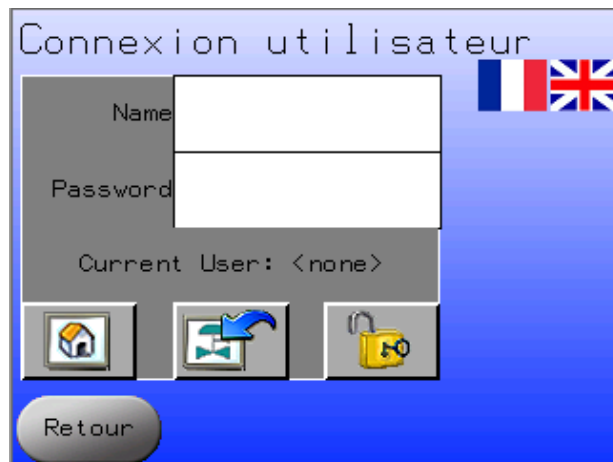 Connexion utilisateur
Name
Password
Current User: <none>
Retour